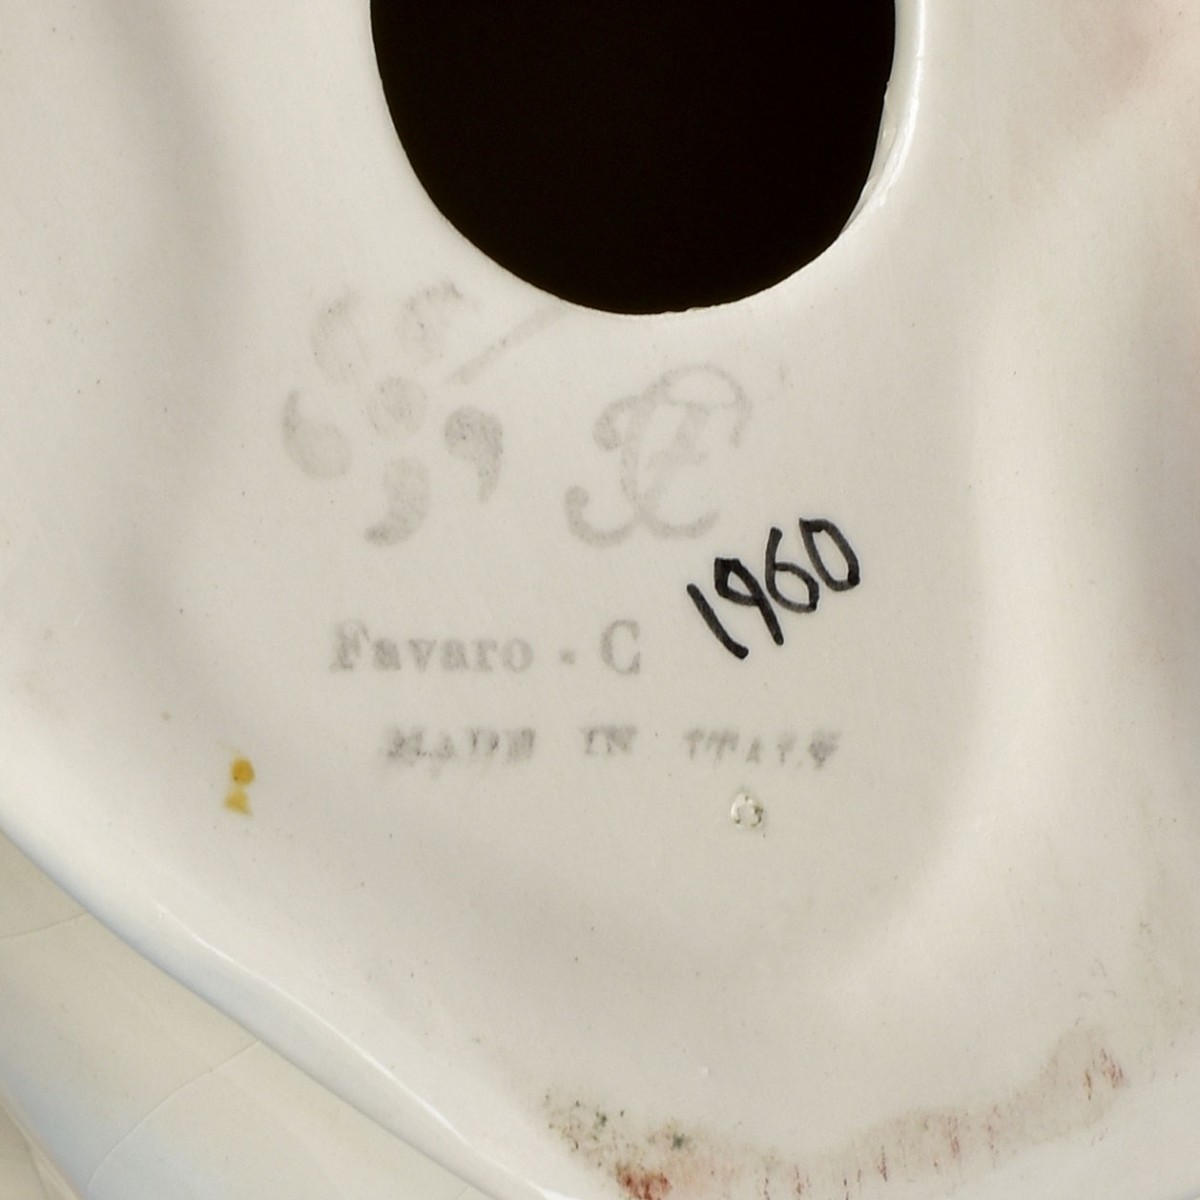 1960
Favaro - C
MADE IN ITALY